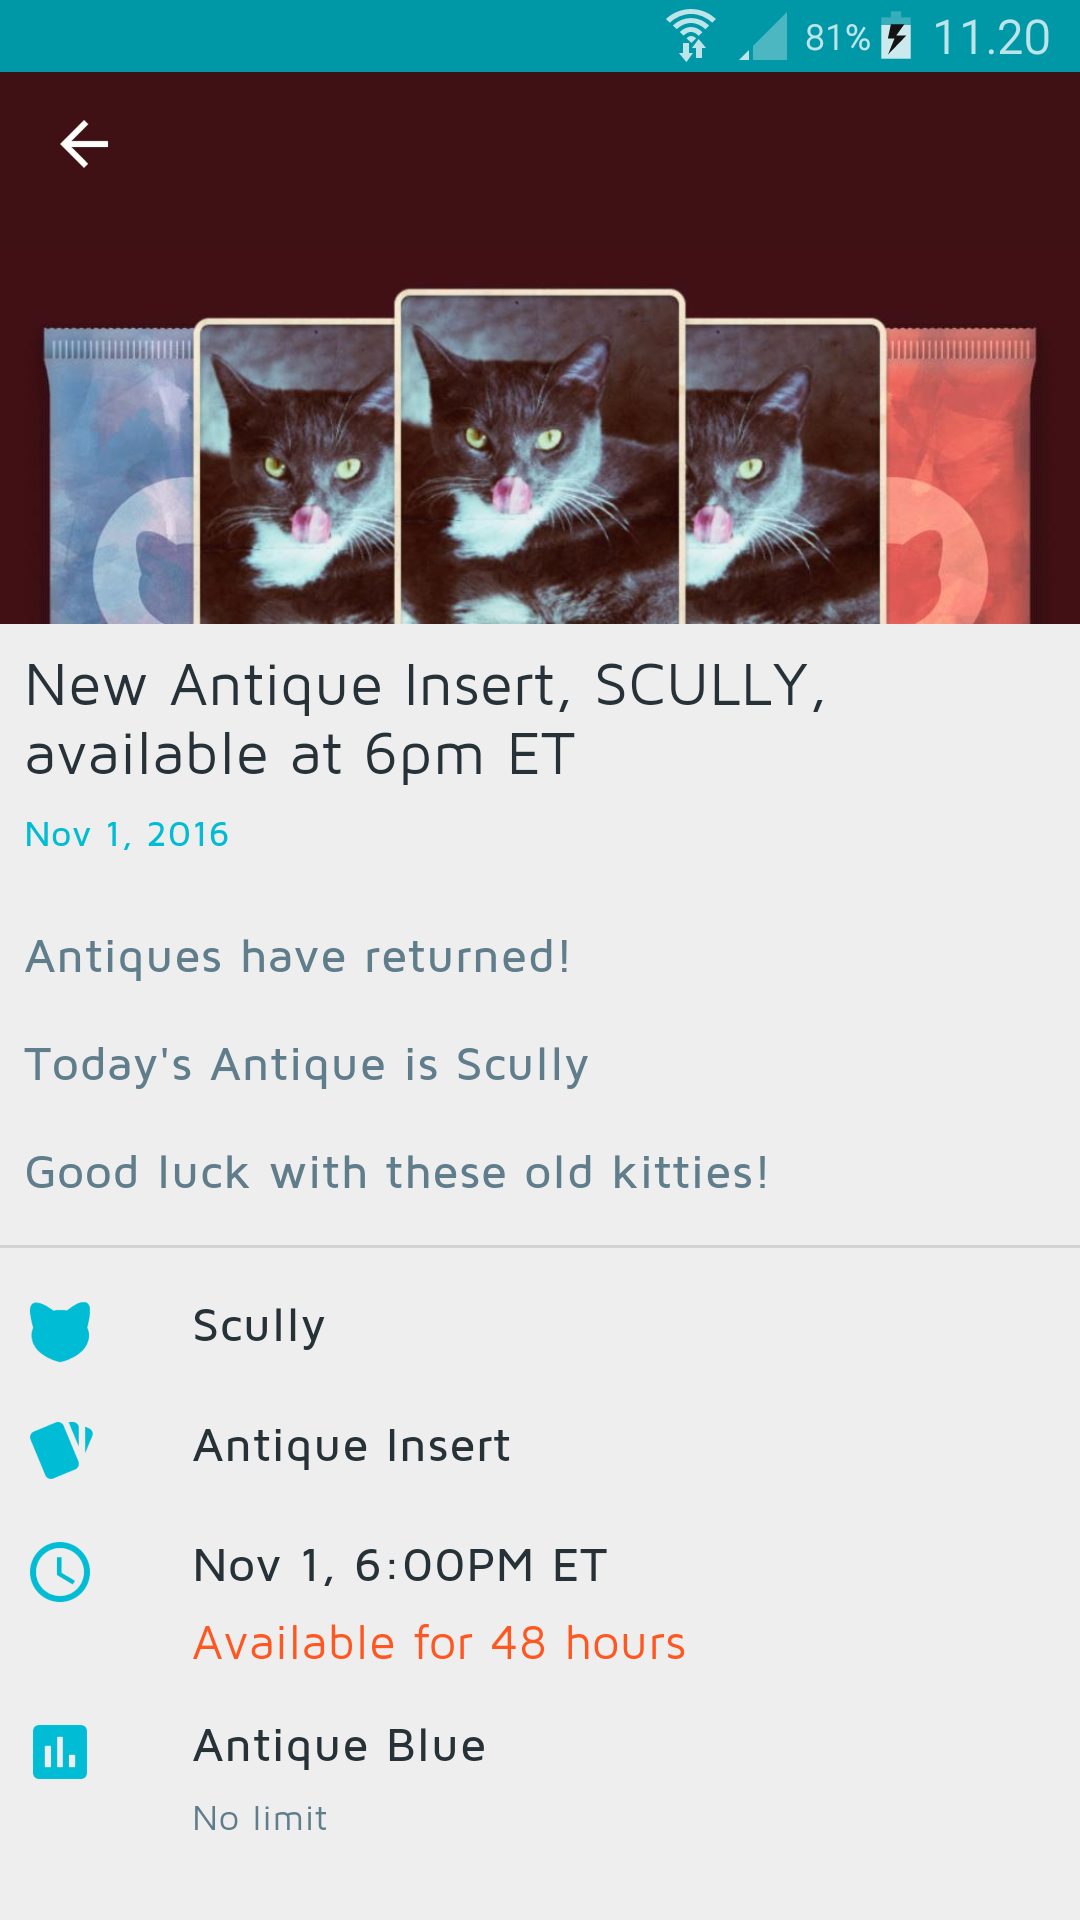 81% 11.20
New Antique Insert, SCULLY,
available at 6pm ET
Nov 1, 2016
Antiques have returned!
Today's Antique is Scully
Good luck with these old kitties!
Scully
Antique Insert
Nov 1, 6:00PM ET
Available for 48 hours
Antique Blue
No limit